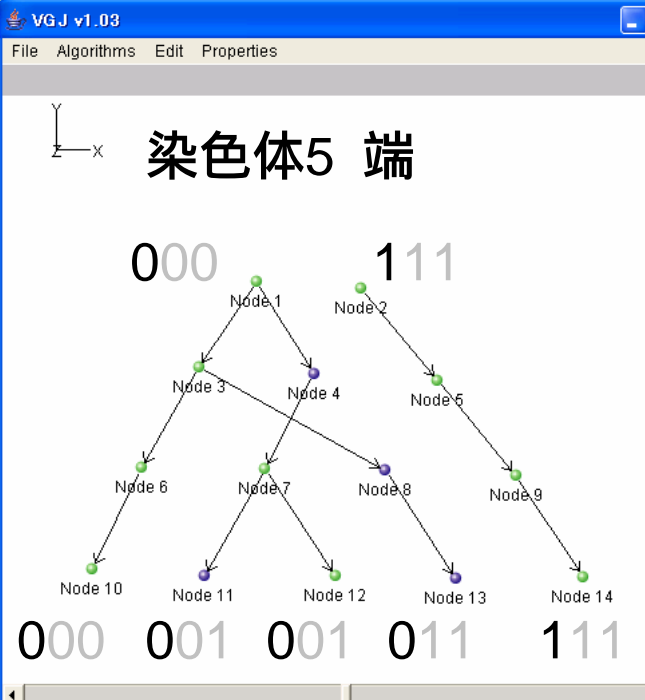 VGJ v1.03
File Algorithms Edit Properties
Y
Z X
染色体5 端
000 111
Node 1
Node 2
Node 3
Node 4
Node 5
Node 6
Node 7
Node 8
Node 9
Node 10
Node 11
Node 12
Node 13
Node 14
000 001 001 011 111